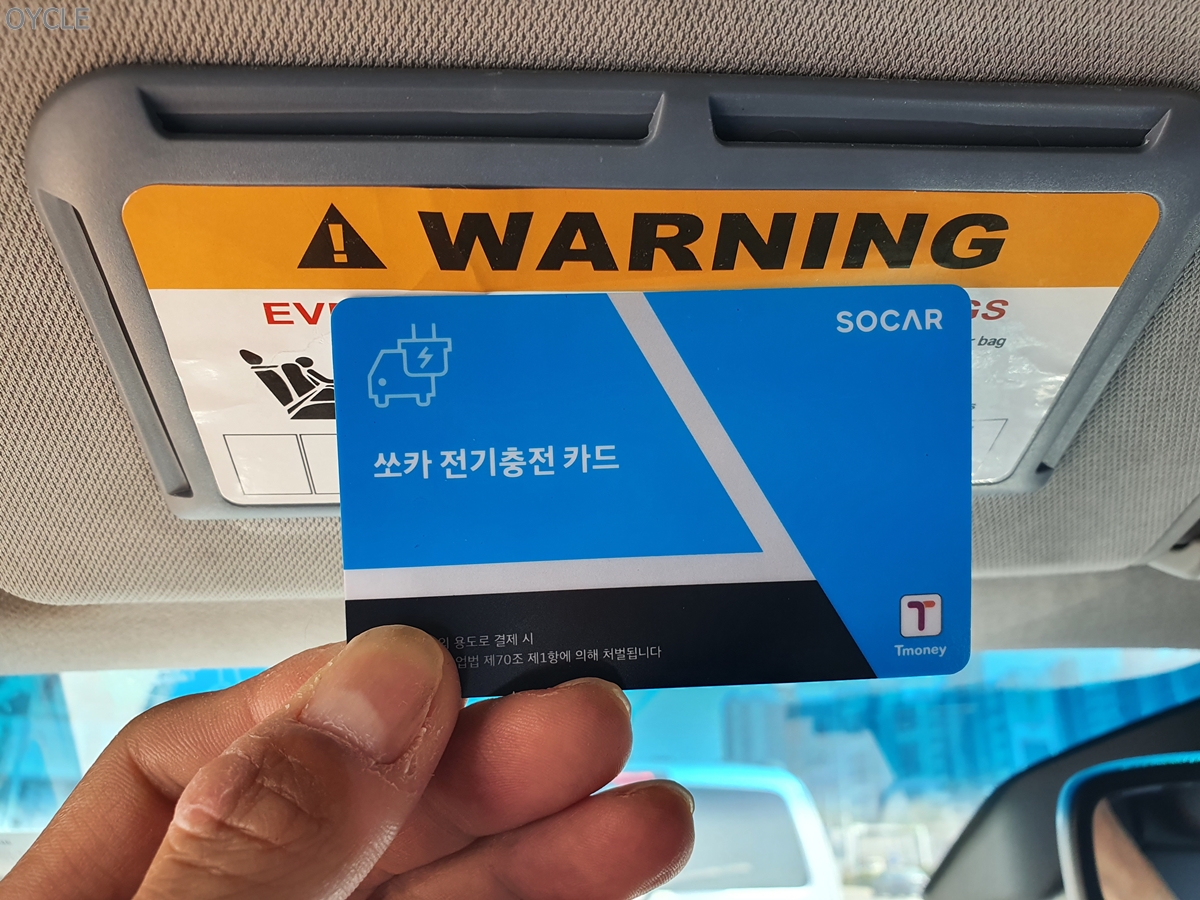 OYCLE
WARNING
SOCAR
쏘카 전기충전 카드
bag
용도로 결제 시
제70조 제1항에 의해 처벌됩니다
T
Tmoney